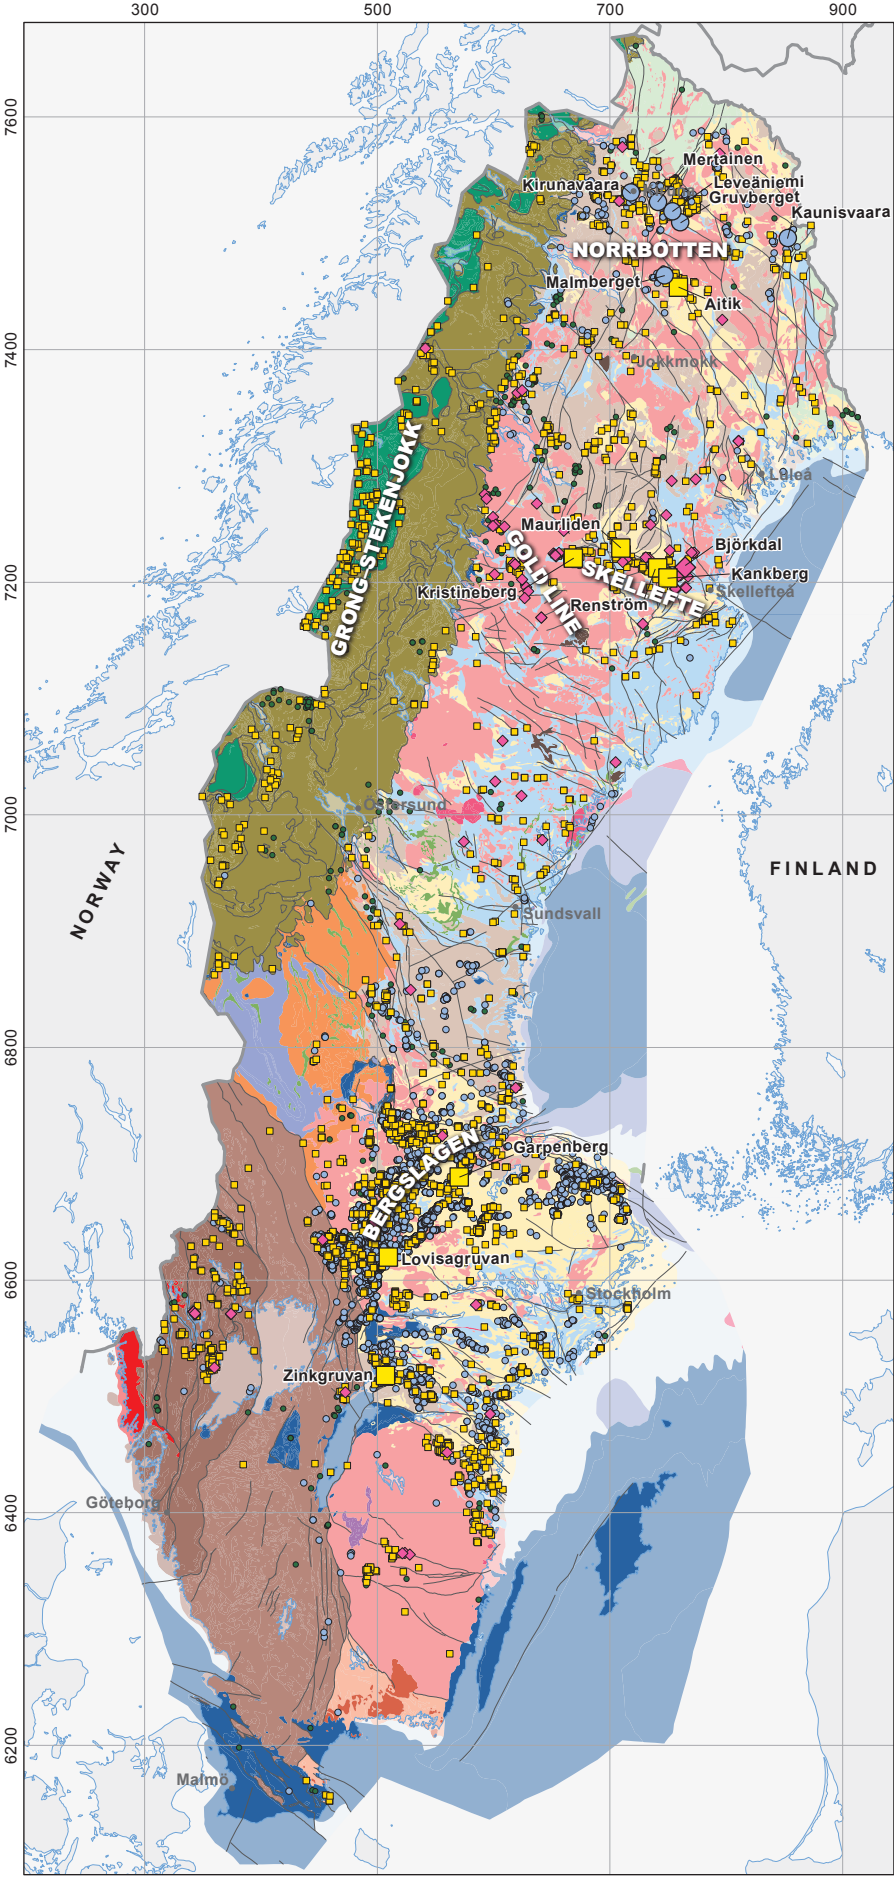 300 500 700 900
7600
Mertainen
Kirunavaara
Leveäniemi
Gruvberget
Kaunisvaara
NORRBOTTEN
Malmberget
Aitik
7400
Jokkmokk
GRONG-STEKENJOKK
Luleå
Maurliden
GOLD LINE
Björkdal
SKELLEFTE
Kankberg
7200
Kristineberg
Skellefteå
Renström
7000
Östersund
NORWAY
FINLAND
Sundsvall
6800
BERGSLAGEN
Garpenberg
6600
Lovisagruvan
Stockholm
Zinkgruvan
6400
Göteborg
6200
Malmö